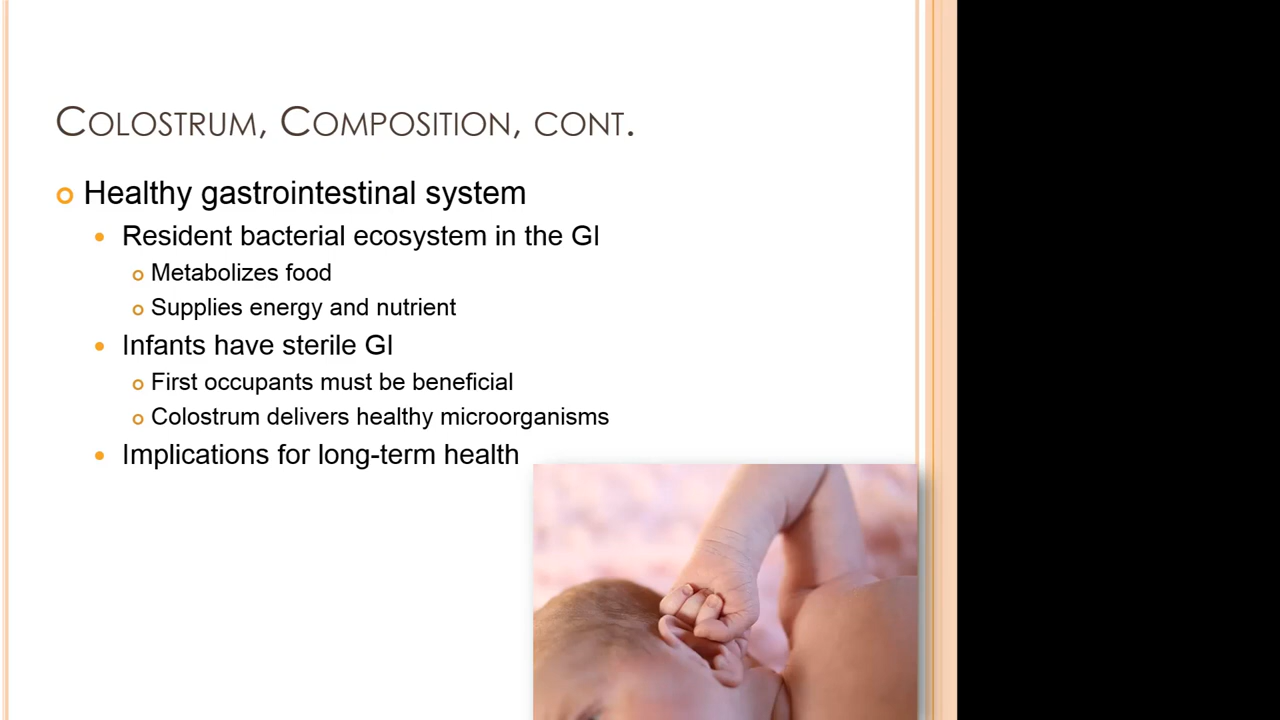 Colostrum, Composition, cont.
Healthy gastrointestinal system
Resident bacterial ecosystem in the GI
Metabolizes food
Supplies energy and nutrient
Infants have sterile GI
First occupants must be beneficial
Colostrum delivers healthy microorganisms
Implications for long-term health